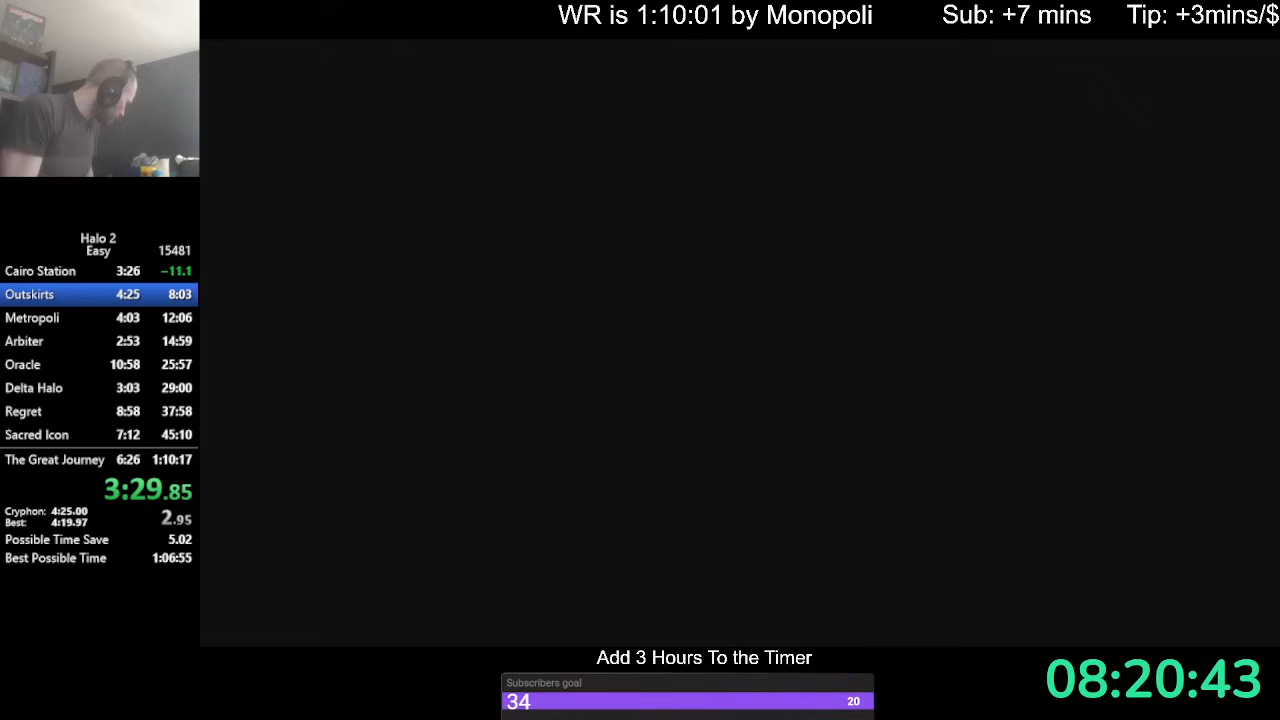 WR is 1:10:01 by Monopoli Sub: +7 mins Tip: +3mins/$
Halo 2
Easy 15481
Cairo Station 3:26 −11.1
Outskirts 4:25 8:03
Metropoli 4:03 12:06
Arbiter 2:53 14:59
Oracle 10:58 25:57
Delta Halo 3:03 29:00
Regret 8:58 37:58
Sacred Icon 7:12 45:10
The Great Journey 6:26 1:10:17
3:29.85
Cryphon: 4:25.00
Best: 4:19.97 2.95
Possible Time Save 5.02
Best Possible Time 1:06:55
Add 3 Hours To the Timer
Subscribers goal
34 20
08:20:43